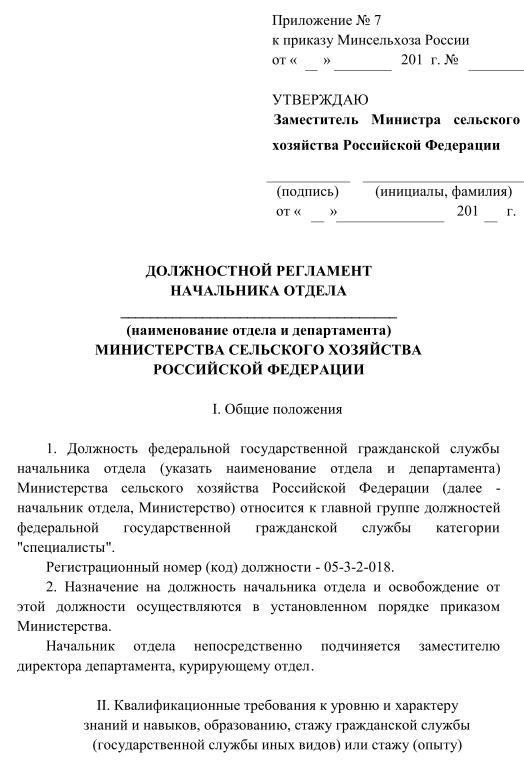 Приложение № 7
к приказу Минсельхоза России
от « __ » ________ 201 г. № ________
УТВЕРЖДАЮ
Заместитель Министра сельского
хозяйства Российской Федерации
____________ ________________________
(подпись) (инициалы, фамилия)
от « __ » _______________ 201 __ г.
ДОЛЖНОСТНОЙ РЕГЛАМЕНТ
НАЧАЛЬНИКА ОТДЕЛА
_____________________________________
(наименование отдела и департамента)
МИНИСТЕРСТВА СЕЛЬСКОГО ХОЗЯЙСТВА
РОССИЙСКОЙ ФЕДЕРАЦИИ
I. Общие положения
1. Должность федеральной государственной гражданской службы
начальника отдела (указать наименование отдела и департамента)
Министерства сельского хозяйства Российской Федерации (далее -
начальник отдела, Министерство) относится к главной группе должностей
федеральной государственной гражданской службы категории
"специалисты".
Регистрационный номер (код) должности - 05-3-2-018.
2. Назначение на должность начальника отдела и освобождение от
этой должности осуществляются в установленном порядке приказом
Министерства.
Начальник отдела непосредственно подчиняется заместителю
директора департамента, курирующему отдел.
II. Квалификационные требования к уровню и характеру
знаний и навыков, образованию, стажу гражданской службы
(государственной службы иных видов) или стажу (опыту)